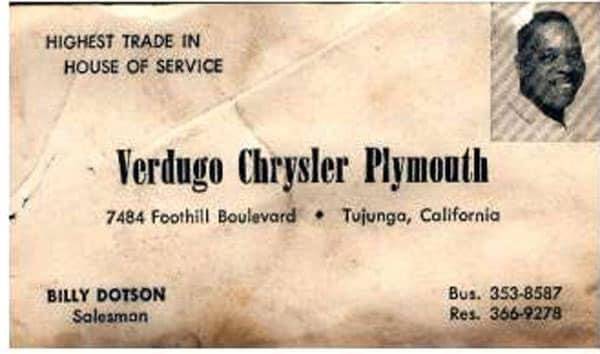 HIGHEST TRADE IN
HOUSE OF SERVICE
Verdugo Chrysler Plymouth
7484 Foothill Boulevard • Tujunga, California
BILLY DOTSON
Salesman
Bus. 353-8587
Res. 366-9278